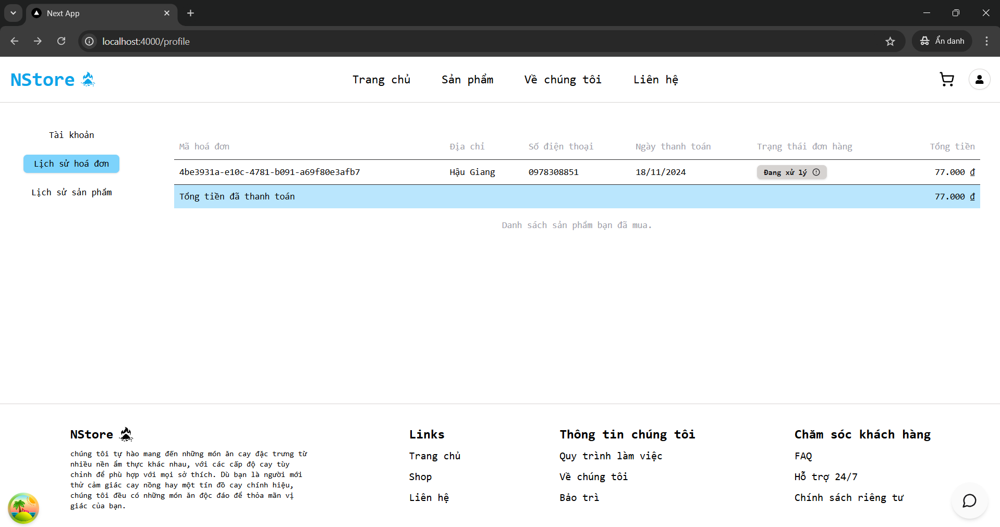 Next App
localhost:4000/profile
Ẩn danh
NStore
Trang chủ
Sản phẩm
Về chúng tôi
Liên hệ
Tài khoản
Lịch sử hoá đơn
Lịch sử sản phẩm
Mã hoá đơn Địa chỉ Số điện thoại Ngày thanh toán Trạng thái đơn hàng Tổng tiền
4be3931a-e10c-4781-b091-a69f80e3afb7 Hậu Giang 0978308851 18/11/2024 Đang xử lý 77.000 ₫
Tổng tiền đã thanh toán 77.000 ₫
Danh sách sản phẩm bạn đã mua.
NStore
chúng tôi tự hào mang đến những món ăn cay đặc trưng từ
nhiều nền ẩm thực khác nhau, với các cấp độ cay tùy
chỉnh để phù hợp với mọi sở thích. Dù bạn là người mới
thử cảm giác cay nồng hay một tín đồ cay chính hiệu,
chúng tôi đều có những món ăn độc đáo để thỏa mãn vị
giác của bạn.
Links
Trang chủ
Shop
Liên hệ
Thông tin chúng tôi
Quy trình làm việc
Về chúng tôi
Bảo trì
Chăm sóc khách hàng
FAQ
Hỗ trợ 24/7
Chính sách riêng tư